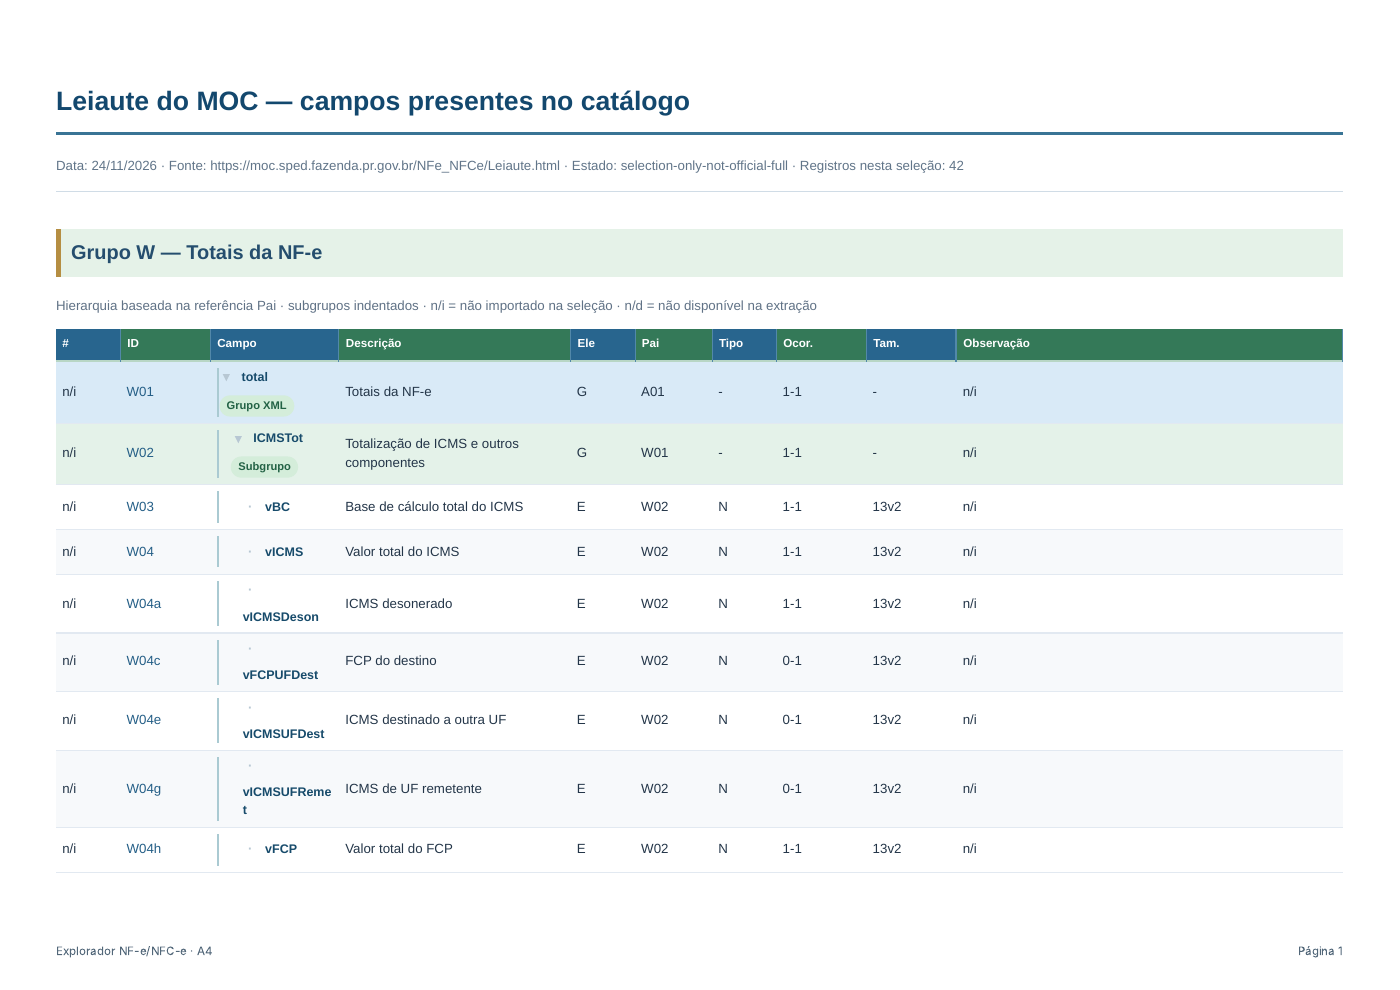 Leiaute do MOC — campos presentes no catálogo
Data: 24/11/2026 · Fonte: https://moc.sped.fazenda.pr.gov.br/NFe_NFCe/Leiaute.html · Estado: selection-only-not-official-full · Registros nesta seleção: 42
Grupo W — Totais da NF-e
Hierarquia baseada na referência Pai · subgrupos indentados · n/i = não importado na seleção · n/d = não disponível na extração
# ID Campo Descrição Ele Pai Tipo Ocor. Tam. Observação
n/i W01 ▼ total Grupo XML Totais da NF-e G A01 - 1-1 - n/i
n/i W02 ▼ ICMSTot Subgrupo Totalização de ICMS e outros componentes G W01 - 1-1 - n/i
n/i W03 · vBC Base de cálculo total do ICMS E W02 N 1-1 13v2 n/i
n/i W04 · vICMS Valor total do ICMS E W02 N 1-1 13v2 n/i
n/i W04a · vICMSDeson ICMS desonerado E W02 N 1-1 13v2 n/i
n/i W04c · vFCPUFDest FCP do destino E W02 N 0-1 13v2 n/i
n/i W04e · vICMSUFDest ICMS destinado a outra UF E W02 N 0-1 13v2 n/i
n/i W04g · vICMSUFRemet ICMS de UF remetente E W02 N 0-1 13v2 n/i
n/i W04h · vFCP Valor total do FCP E W02 N 1-1 13v2 n/i
Explorador NF-e/NFC-e · A4
Página 1